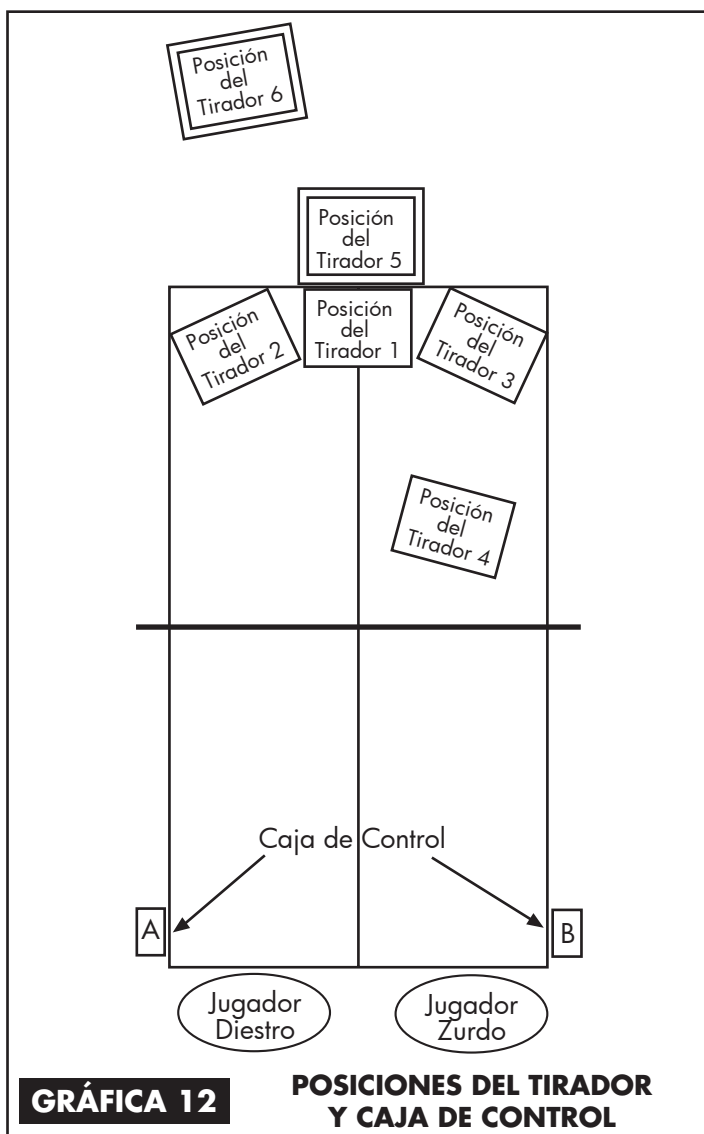 Posición
del
Tirador 6
Posición
del
Tirador 5
Posición
del
Tirador 2
Posición
del
Tirador 1
Posición
del
Tirador 3
Posición
del
Tirador 4
Caja de Control
A
B
Jugador
Diestro
Jugador
Zurdo
GRÁFICA 12
POSICIONES DEL TIRADOR
Y CAJA DE CONTROL